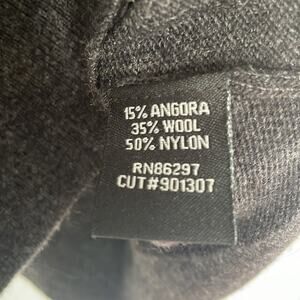 15% ANGORA
35% WOOL
50% NYLON
RN86297
CUT#901307